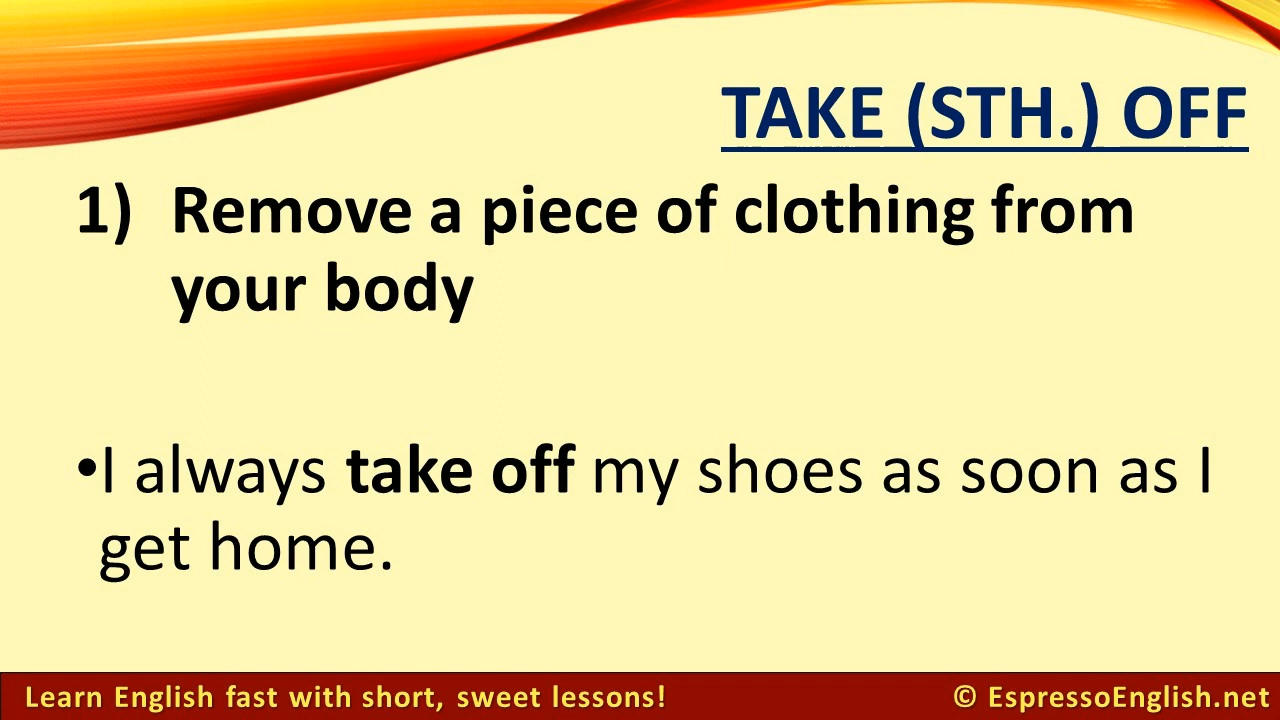 TAKE (STH.) OFF
1) Remove a piece of clothing from
your body
•I always take off my shoes as soon as I
get home.
Learn English fast with short, sweet lessons!
© EspressoEnglish.net